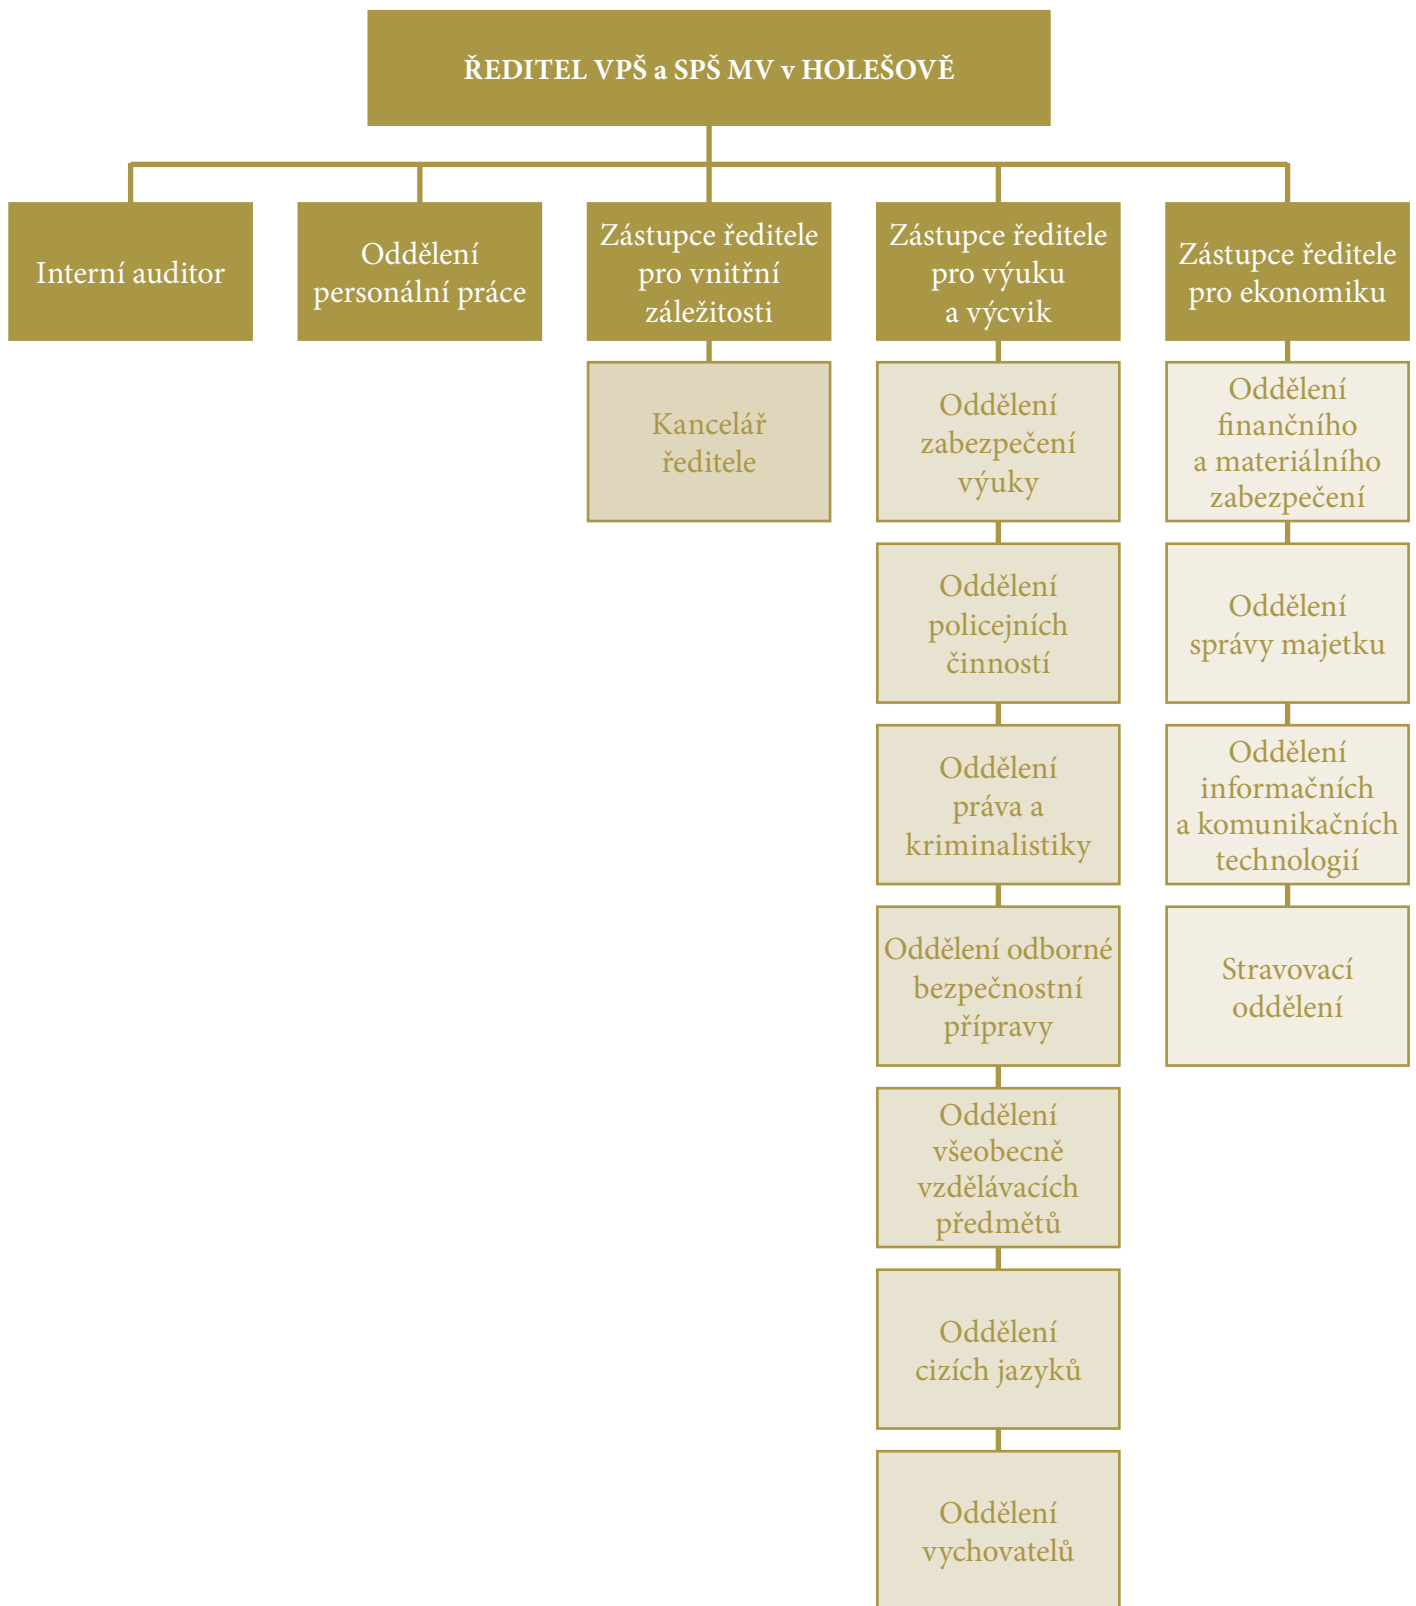 ŘEDITEL VPŠ a SPŠ MV v HOLEŠOVĚ
Interní auditor
Oddělení
personální práce
Zástupce ředitele
pro vnitřní
záležitosti
Kancelář
ředitele
Zástupce ředitele
pro výuku
a výcvik
Oddělení
zabezpečení
výuky
Oddělení
policejních
činností
Oddělení
práva a
kriminalistiky
Oddělení odborné
bezpečnostní
přípravy
Oddělení
všeobecně
vzdělávacích
předmětů
Oddělení
cizích jazyků
Oddělení
vychovatelů
Zástupce ředitele
pro ekonomiku
Oddělení
finančního
a materiálního
zabezpečení
Oddělení
správy majetku
Oddělení
informačních
a komunikačních
technologií
Stravovací
oddělení